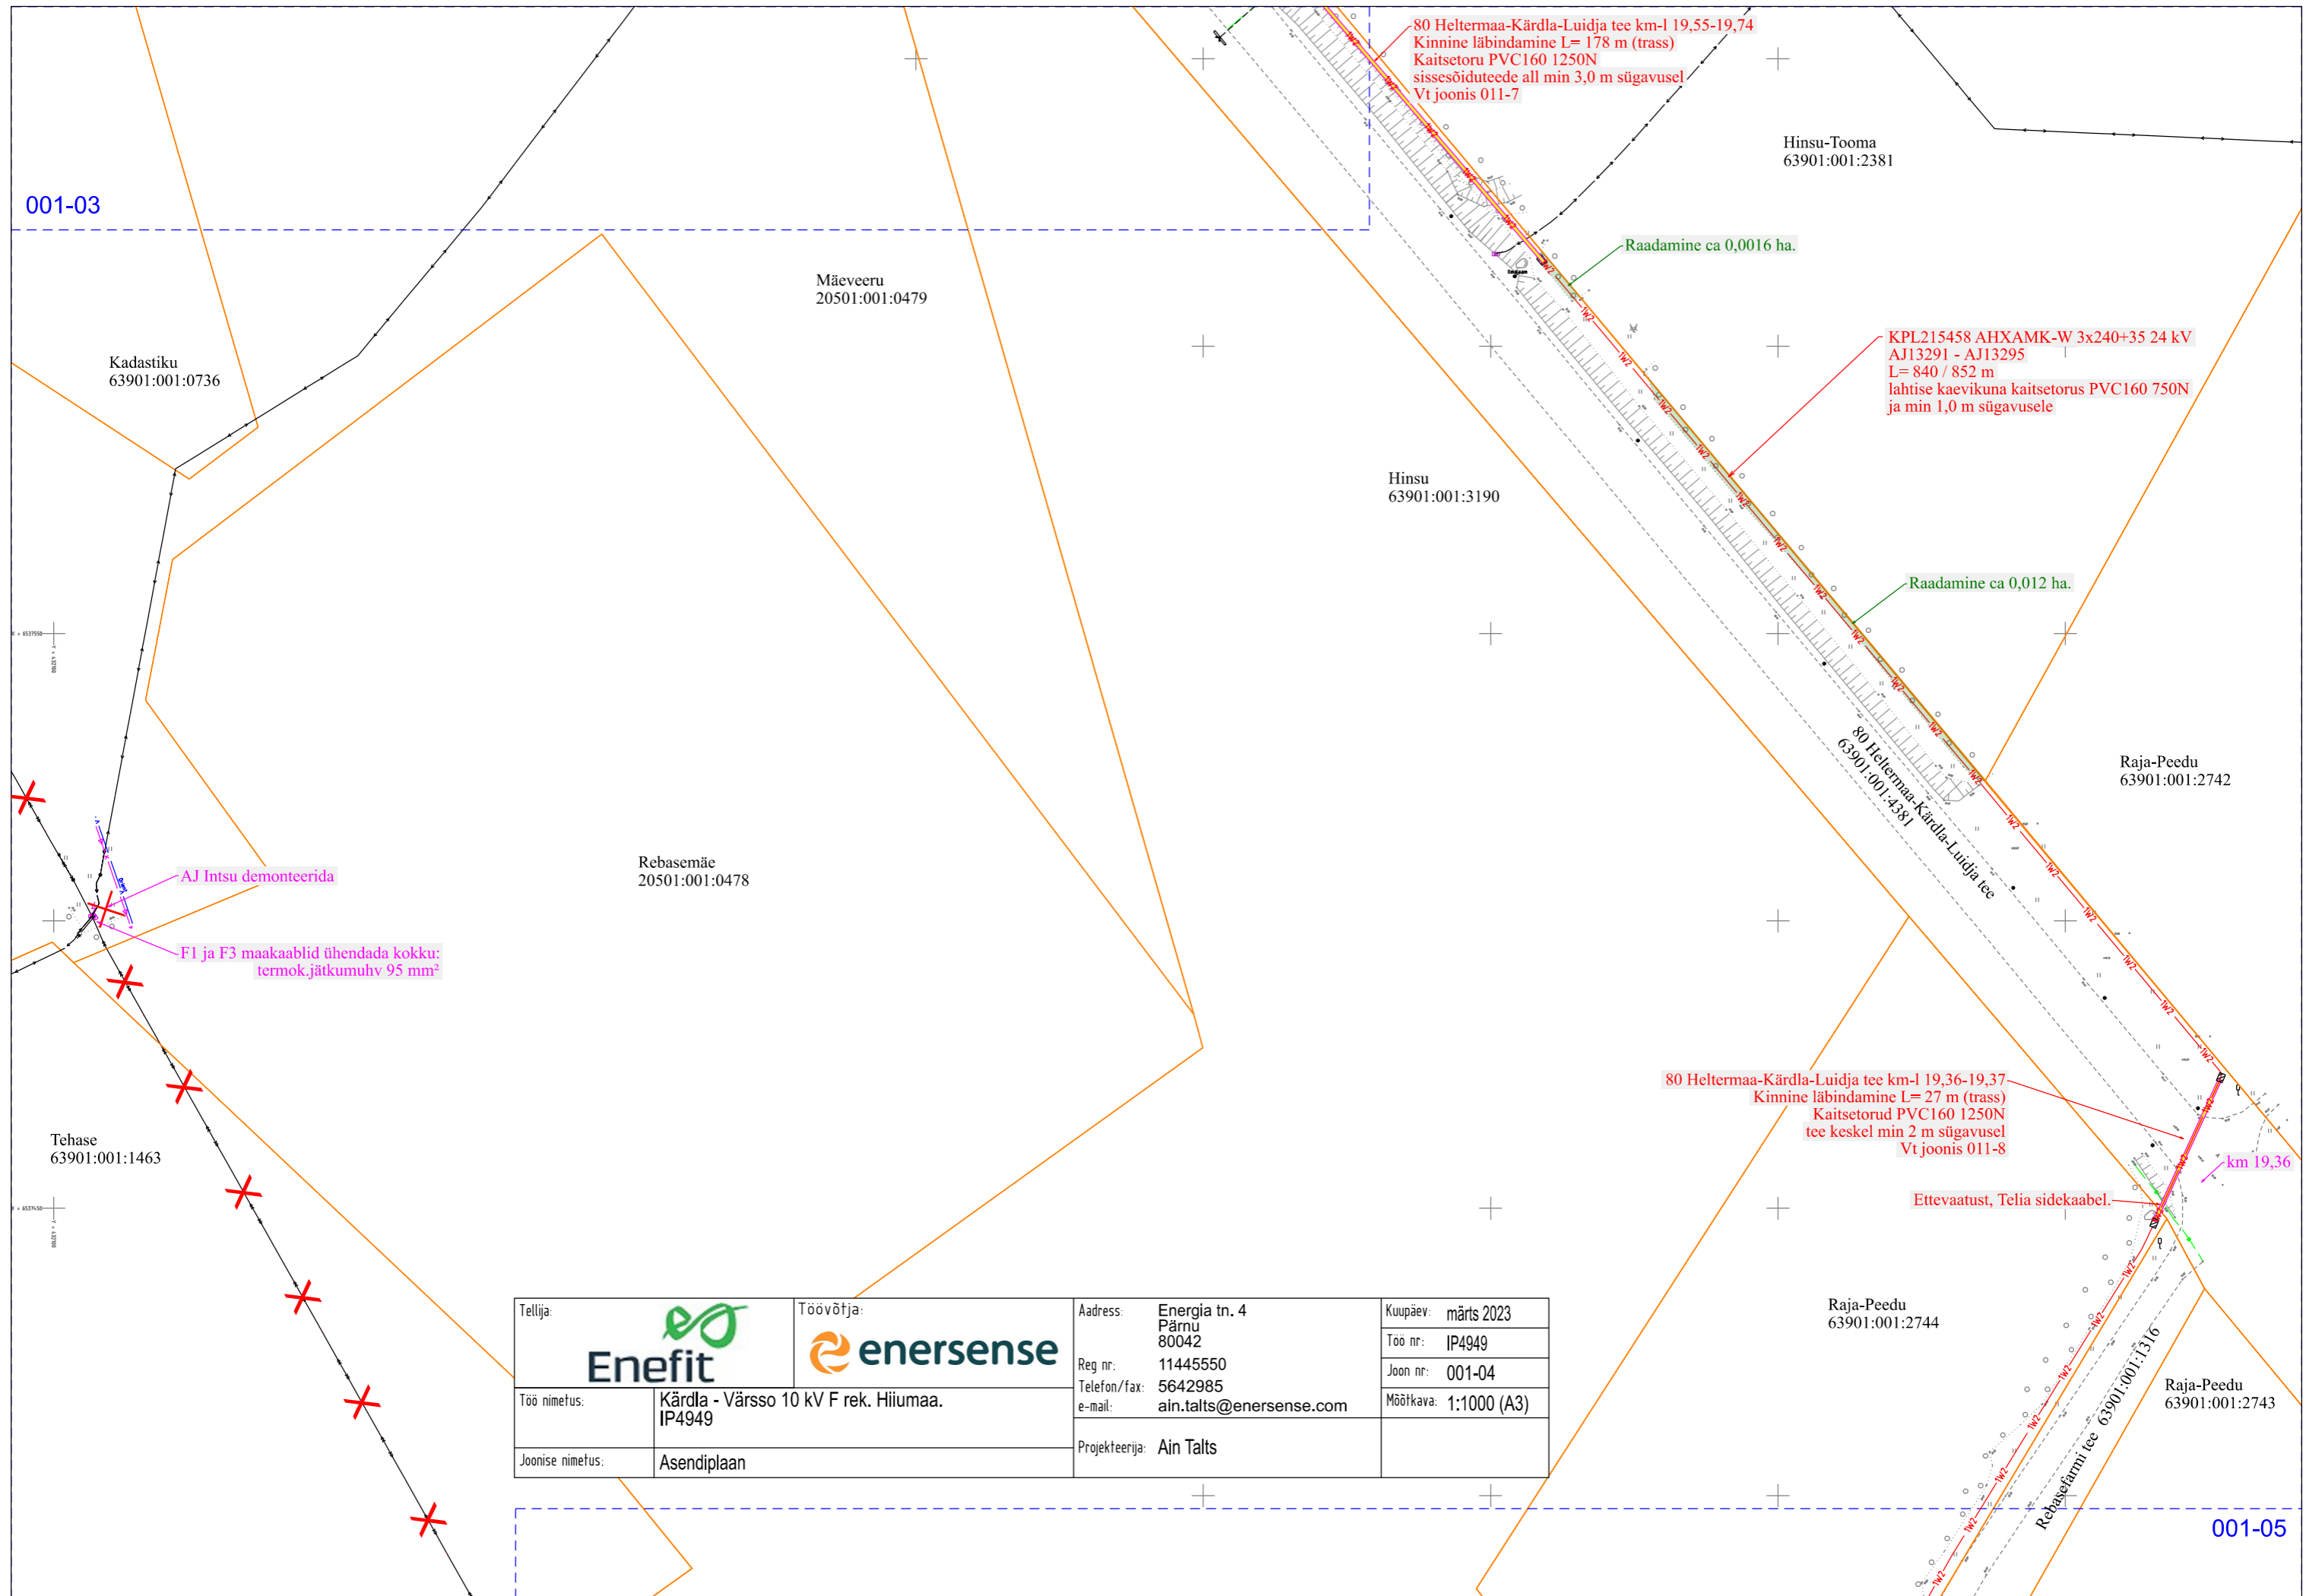 80 Heltermaa-Kärdla-Luidja tee km-l 19,55-19,74
Kinnine läbindamine L= 178 m (trass)
Kaitsetoru PVC160 1250N
sissesõiduteede all min 3,0 m sügavusel
Vt joonis 011-7
Hinsu-Tooma
63901:001:2381
001-03
Raadamine ca 0,0016 ha.
Mäeveeru
20501:001:0479
KPL215458 AHXAMK-W 3x240+35 24 kV
AJ13291 - AJ13295
L= 840 / 852 m
lahtise kaevikuna kaitsetorus PVC160 750N
ja min 1,0 m sügavusele
Kadastiku
63901:001:0736
Hinsu
63901:001:3190
Raadamine ca 0,012 ha.
X = 6537550
80 Heltermaa-Kärdla-Luidja tee
63901:001:4381
Raja-Peedu
63901:001:2742
Rebasemäe
20501:001:0478
AJ Intsu demonteerida
F1 ja F3 maakaablid ühendada kokku:
termok.jätkumuhv 95 mm²
80 Heltermaa-Kärdla-Luidja tee km-l 19,36-19,37
Kinnine läbindamine L= 27 m (trass)
Kaitsetorud PVC160 1250N
tee keskel min 2 m sügavusel
Vt joonis 011-8
Tehase
63901:001:1463
km 19,36
Ettevaatust, Telia sidekaabel.
X = 6537450
Raja-Peedu
63901:001:2744
Rebasefarmi tee 63901:001:1316
Raja-Peedu
63901:001:2743
Tellija:
Enefit
Töövõtja:
enersense
Aadress: Energia tn. 4
Pärnu
80042
Reg nr: 11445550
Telefon/fax: 5642985
e-mail: ain.talts@enersense.com
Kuupäev: märts 2023
Töö nr: IP4949
Joon nr: 001-04
Mõõtkava: 1:1000 (A3)
Töö nimetus: Kärdla - Värsso 10 kV F rek. Hiiumaa.
IP4949
Projekteerija: Ain Talts
Joonise nimetus: Asendiplaan
001-05
1W2